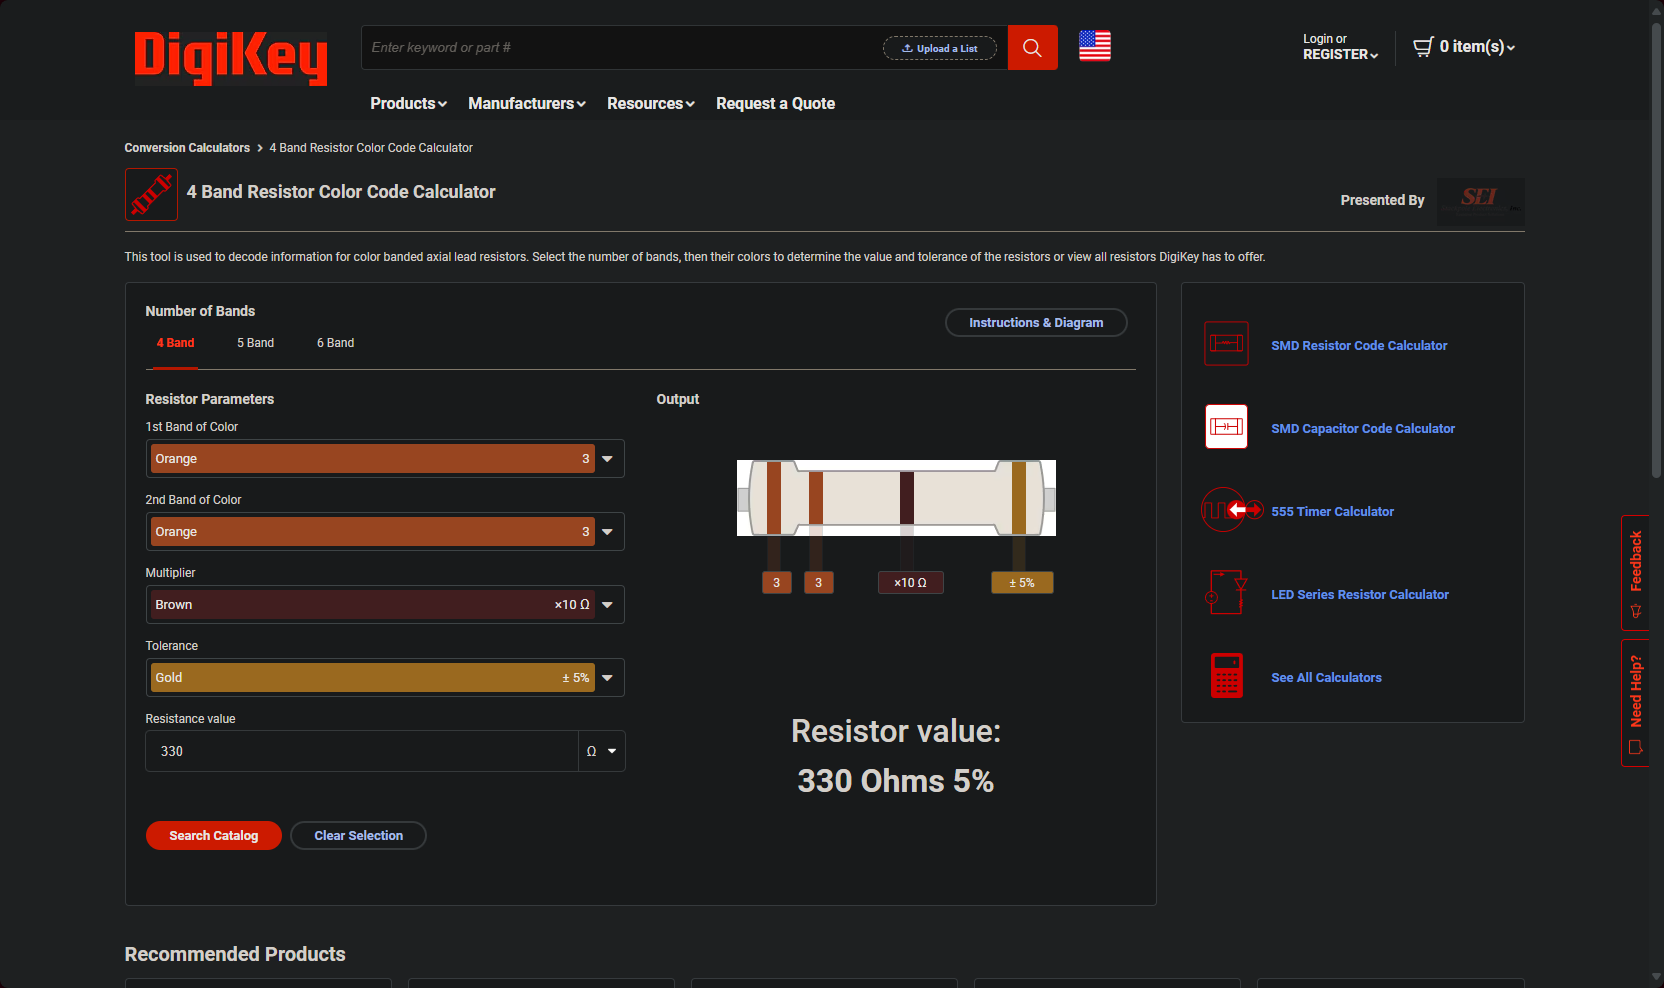 DigiKey
Enter keyword or part #
Upload a List
Login or
REGISTER
0 item(s)
Products
Manufacturers
Resources
Request a Quote
Conversion Calculators
4 Band Resistor Color Code Calculator
4 Band Resistor Color Code Calculator
Presented By
SEI
This tool is used to decode information for color banded axial lead resistors. Select the number of bands, then their colors to determine the value and tolerance of the resistors or view all resistors DigiKey has to offer.
Number of Bands
Instructions & Diagram
4 Band
5 Band
6 Band
Resistor Parameters
1st Band of Color
Orange 3
2nd Band of Color
Orange 3
Multiplier
Brown ×10 Ω
Tolerance
Gold ± 5%
Resistance value
330 Ω
Search Catalog
Clear Selection
Output
3
3
×10 Ω
± 5%
Resistor value:
330 Ohms 5%
SMD Resistor Code Calculator
SMD Capacitor Code Calculator
555 Timer Calculator
LED Series Resistor Calculator
See All Calculators
Feedback
Need Help?
Recommended Products